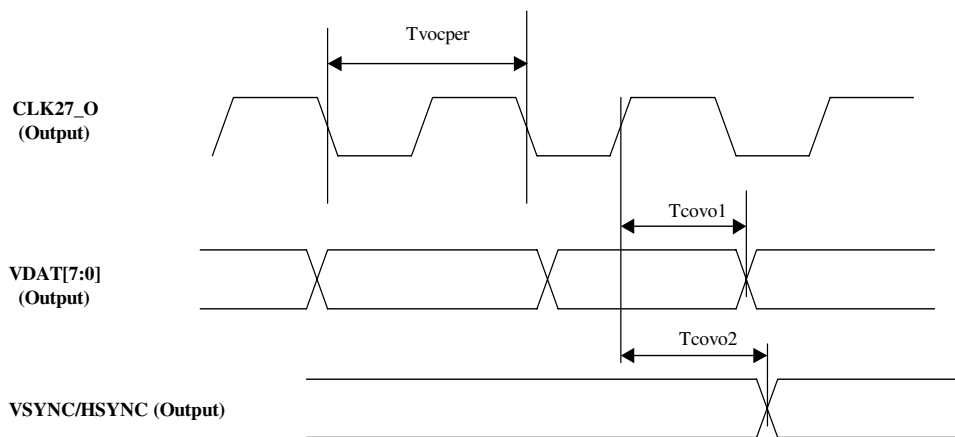 Tvocper
CLK27_O
(Output)
Tcovo1
VDAT[7:0]
(Output)
Tcovo2
VSYNC/HSYNC (Output)